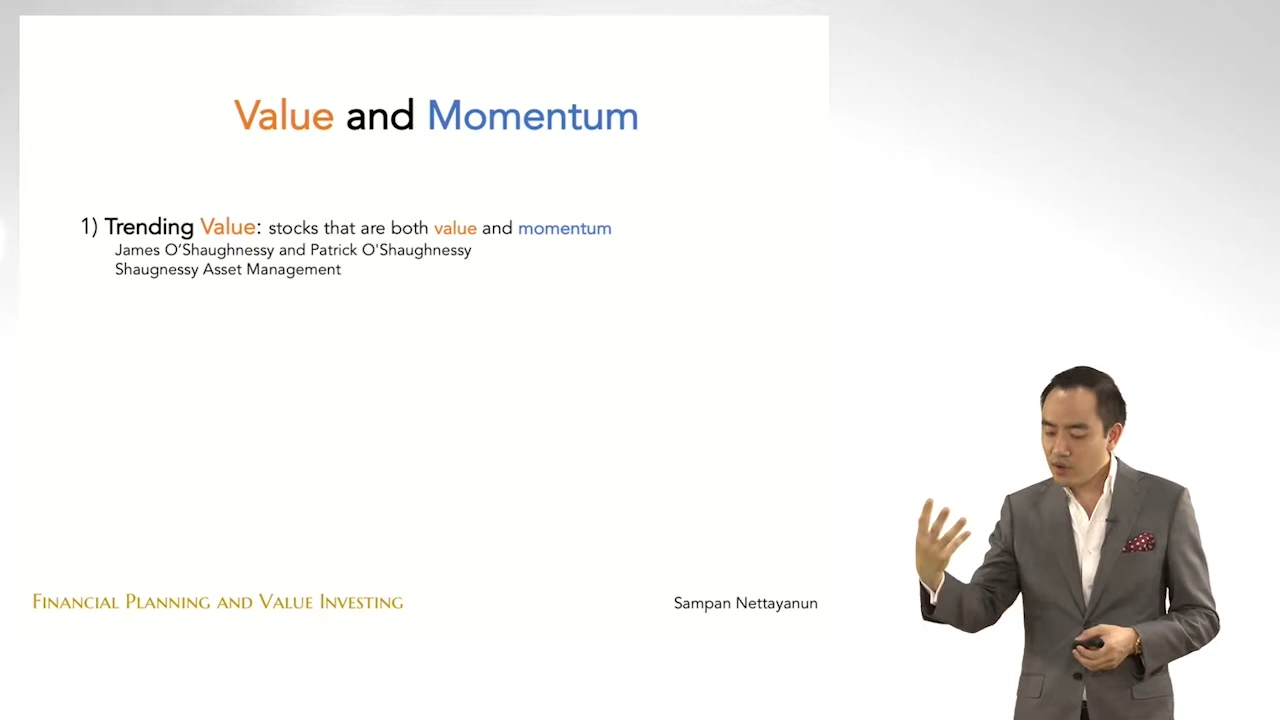 Value and Momentum
1) Trending Value: stocks that are both value and momentum
James O’Shaughnessy and Patrick O'Shaughnessy
Shaugnessy Asset Management
Financial Planning and Value Investing
Sampan Nettayanun